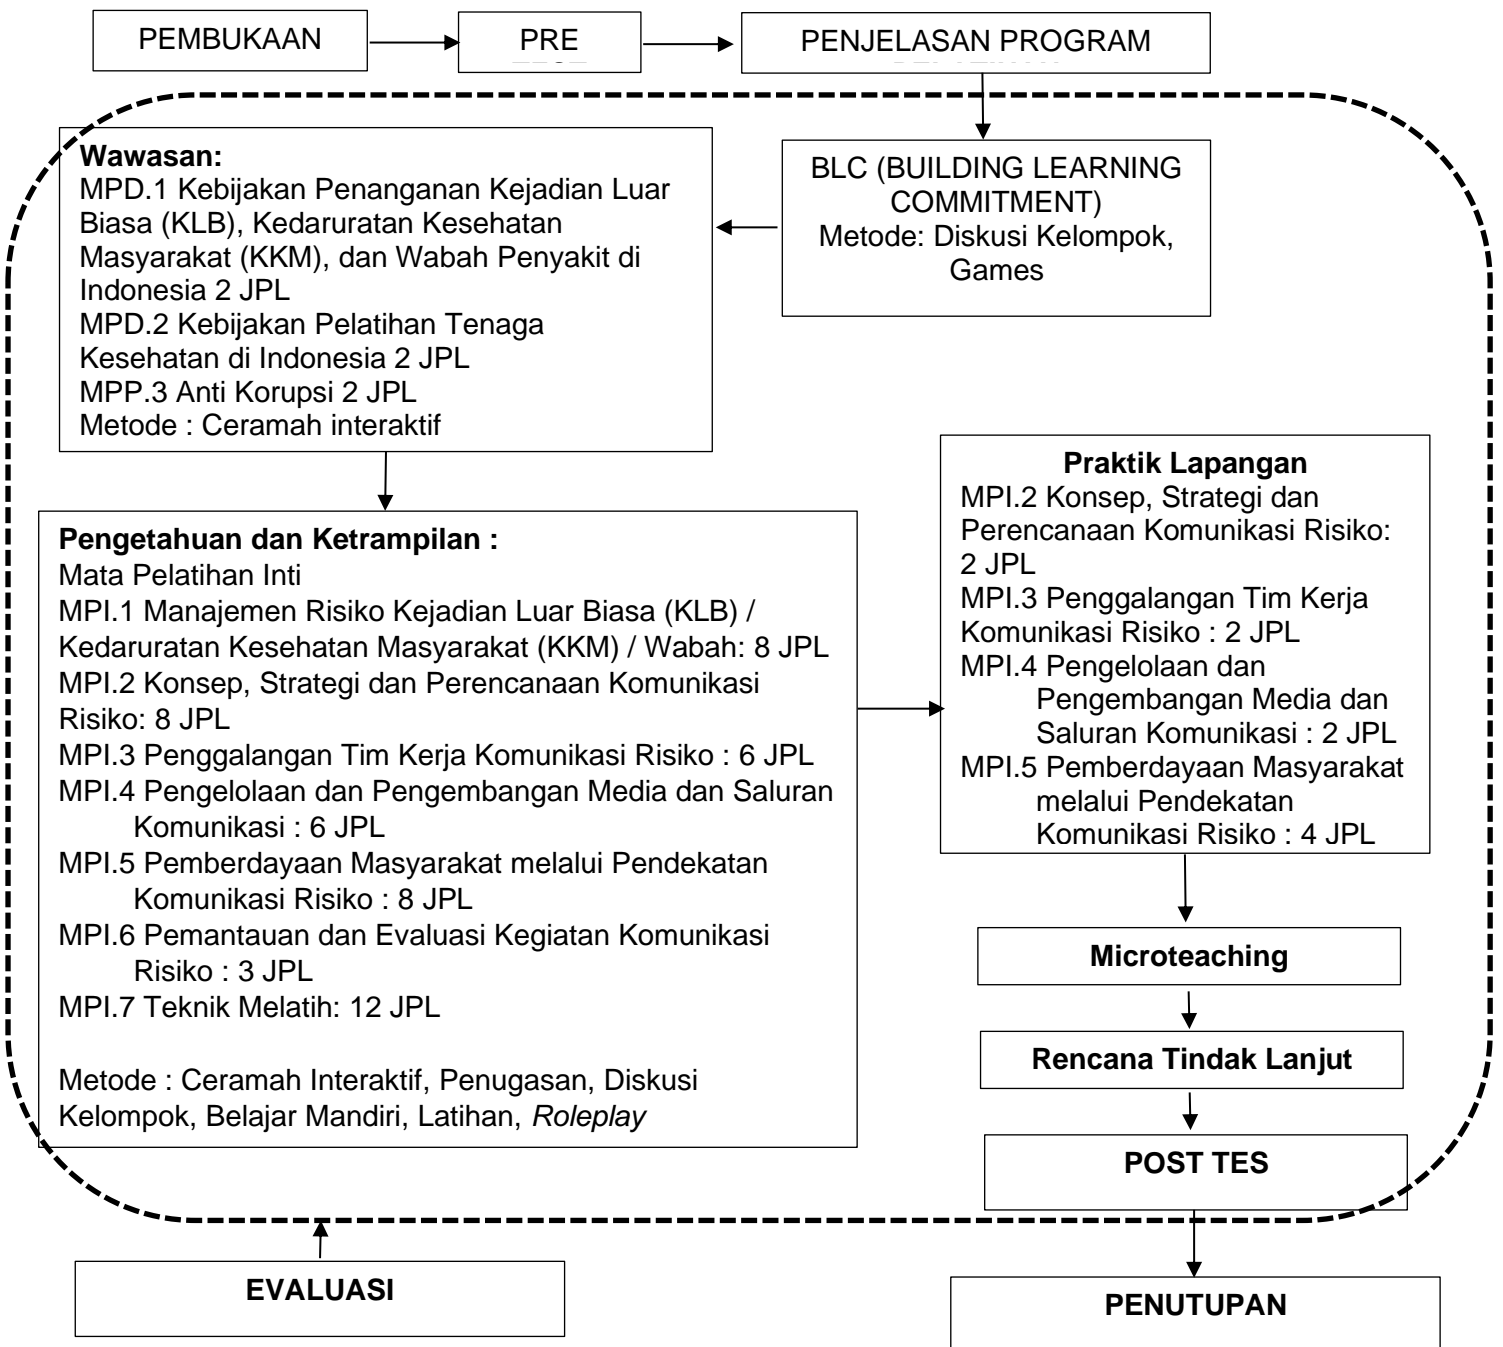 PEMBUKAAN
PRE
PENJELASAN PROGRAM
BLC (BUILDING LEARNING
COMMITMENT)
Metode: Diskusi Kelompok,
Games
Wawasan:
MPD.1 Kebijakan Penanganan Kejadian Luar
Biasa (KLB), Kedaruratan Kesehatan
Masyarakat (KKM), dan Wabah Penyakit di
Indonesia 2 JPL
MPD.2 Kebijakan Pelatihan Tenaga
Kesehatan di Indonesia 2 JPL
MPP.3 Anti Korupsi 2 JPL
Metode : Ceramah interaktif
Pengetahuan dan Ketrampilan :
Mata Pelatihan Inti
MPI.1 Manajemen Risiko Kejadian Luar Biasa (KLB) /
Kedaruratan Kesehatan Masyarakat (KKM) / Wabah: 8 JPL
MPI.2 Konsep, Strategi dan Perencanaan Komunikasi
Risiko: 8 JPL
MPI.3 Penggalangan Tim Kerja Komunikasi Risiko : 6 JPL
MPI.4 Pengelolaan dan Pengembangan Media dan Saluran
Komunikasi : 6 JPL
MPI.5 Pemberdayaan Masyarakat melalui Pendekatan
Komunikasi Risiko : 8 JPL
MPI.6 Pemantauan dan Evaluasi Kegiatan Komunikasi
Risiko : 3 JPL
MPI.7 Teknik Melatih: 12 JPL
Metode : Ceramah Interaktif, Penugasan, Diskusi
Kelompok, Belajar Mandiri, Latihan, Roleplay
Praktik Lapangan
MPI.2 Konsep, Strategi dan
Perencanaan Komunikasi Risiko:
2 JPL
MPI.3 Penggalangan Tim Kerja
Komunikasi Risiko : 2 JPL
MPI.4 Pengelolaan dan
Pengembangan Media dan
Saluran Komunikasi : 2 JPL
MPI.5 Pemberdayaan Masyarakat
melalui Pendekatan
Komunikasi Risiko : 4 JPL
Microteaching
Rencana Tindak Lanjut
POST TES
EVALUASI
PENUTUPAN